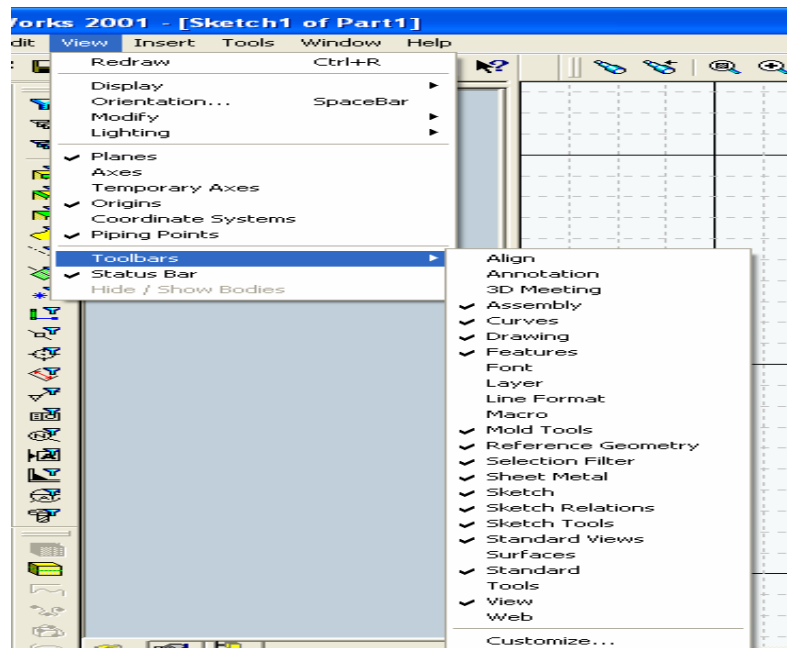 Works 2001 - [Sketch1 of Part1]
dit View Insert Tools Window Help
Redraw Ctrl+R
Display
Orientation... SpaceBar
Modify
Lighting
Planes
Axes
Temporary Axes
Origins
Coordinate Systems
Piping Points
Toolbars
Status Bar
Hide / Show Bodies
Align
Annotation
3D Meeting
Assembly
Curves
Drawing
Features
Font
Layer
Line Format
Macro
Mold Tools
Reference Geometry
Selection Filter
Sheet Metal
Sketch
Sketch Relations
Sketch Tools
Standard Views
Surfaces
Standard
Tools
View
Web
Customize...